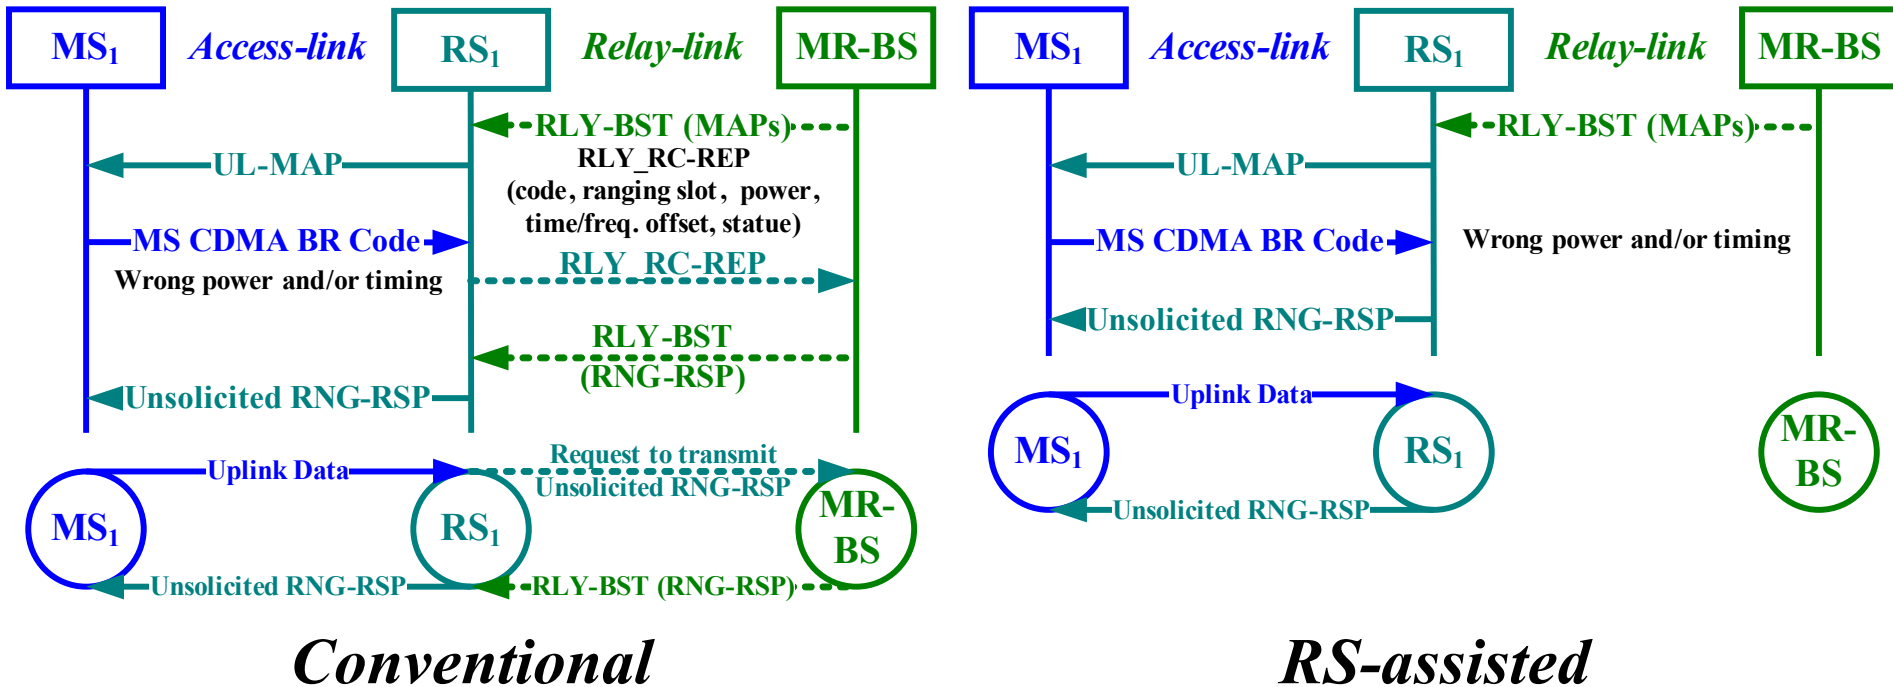 MS1 Access-link RS1 Relay-link MR-BS
RLY-BST (MAPs)
UL-MAP
RLY_RC-REP
(code, ranging slot, power,
time/freq. offset, statue)
MS CDMA BR Code
Wrong power and/or timing
RLY_RC-REP
RLY-BST
(RNG-RSP)
Unsolicited RNG-RSP
Uplink Data
Request to transmit
Unsolicited RNG-RSP
MS1
RS1
MR-
BS
Unsolicited RNG-RSP
RLY-BST (RNG-RSP)
Conventional
MS1 Access-link RS1 Relay-link MR-BS
RLY-BST (MAPs)
UL-MAP
MS CDMA BR Code
Wrong power and/or timing
Unsolicited RNG-RSP
Uplink Data
MS1
RS1
MR-
BS
Unsolicited RNG-RSP
RS-assisted